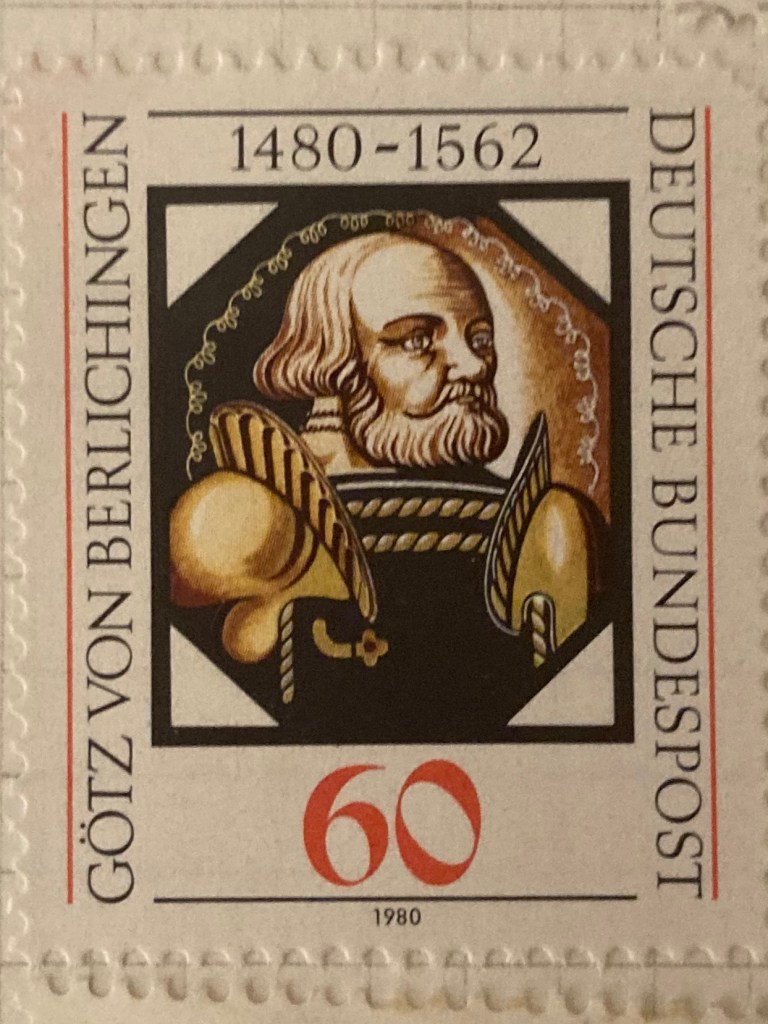 1480-1562
GÖTZ VON BERLICHINGEN
DEUTSCHE BUNDESPOST
60
1980